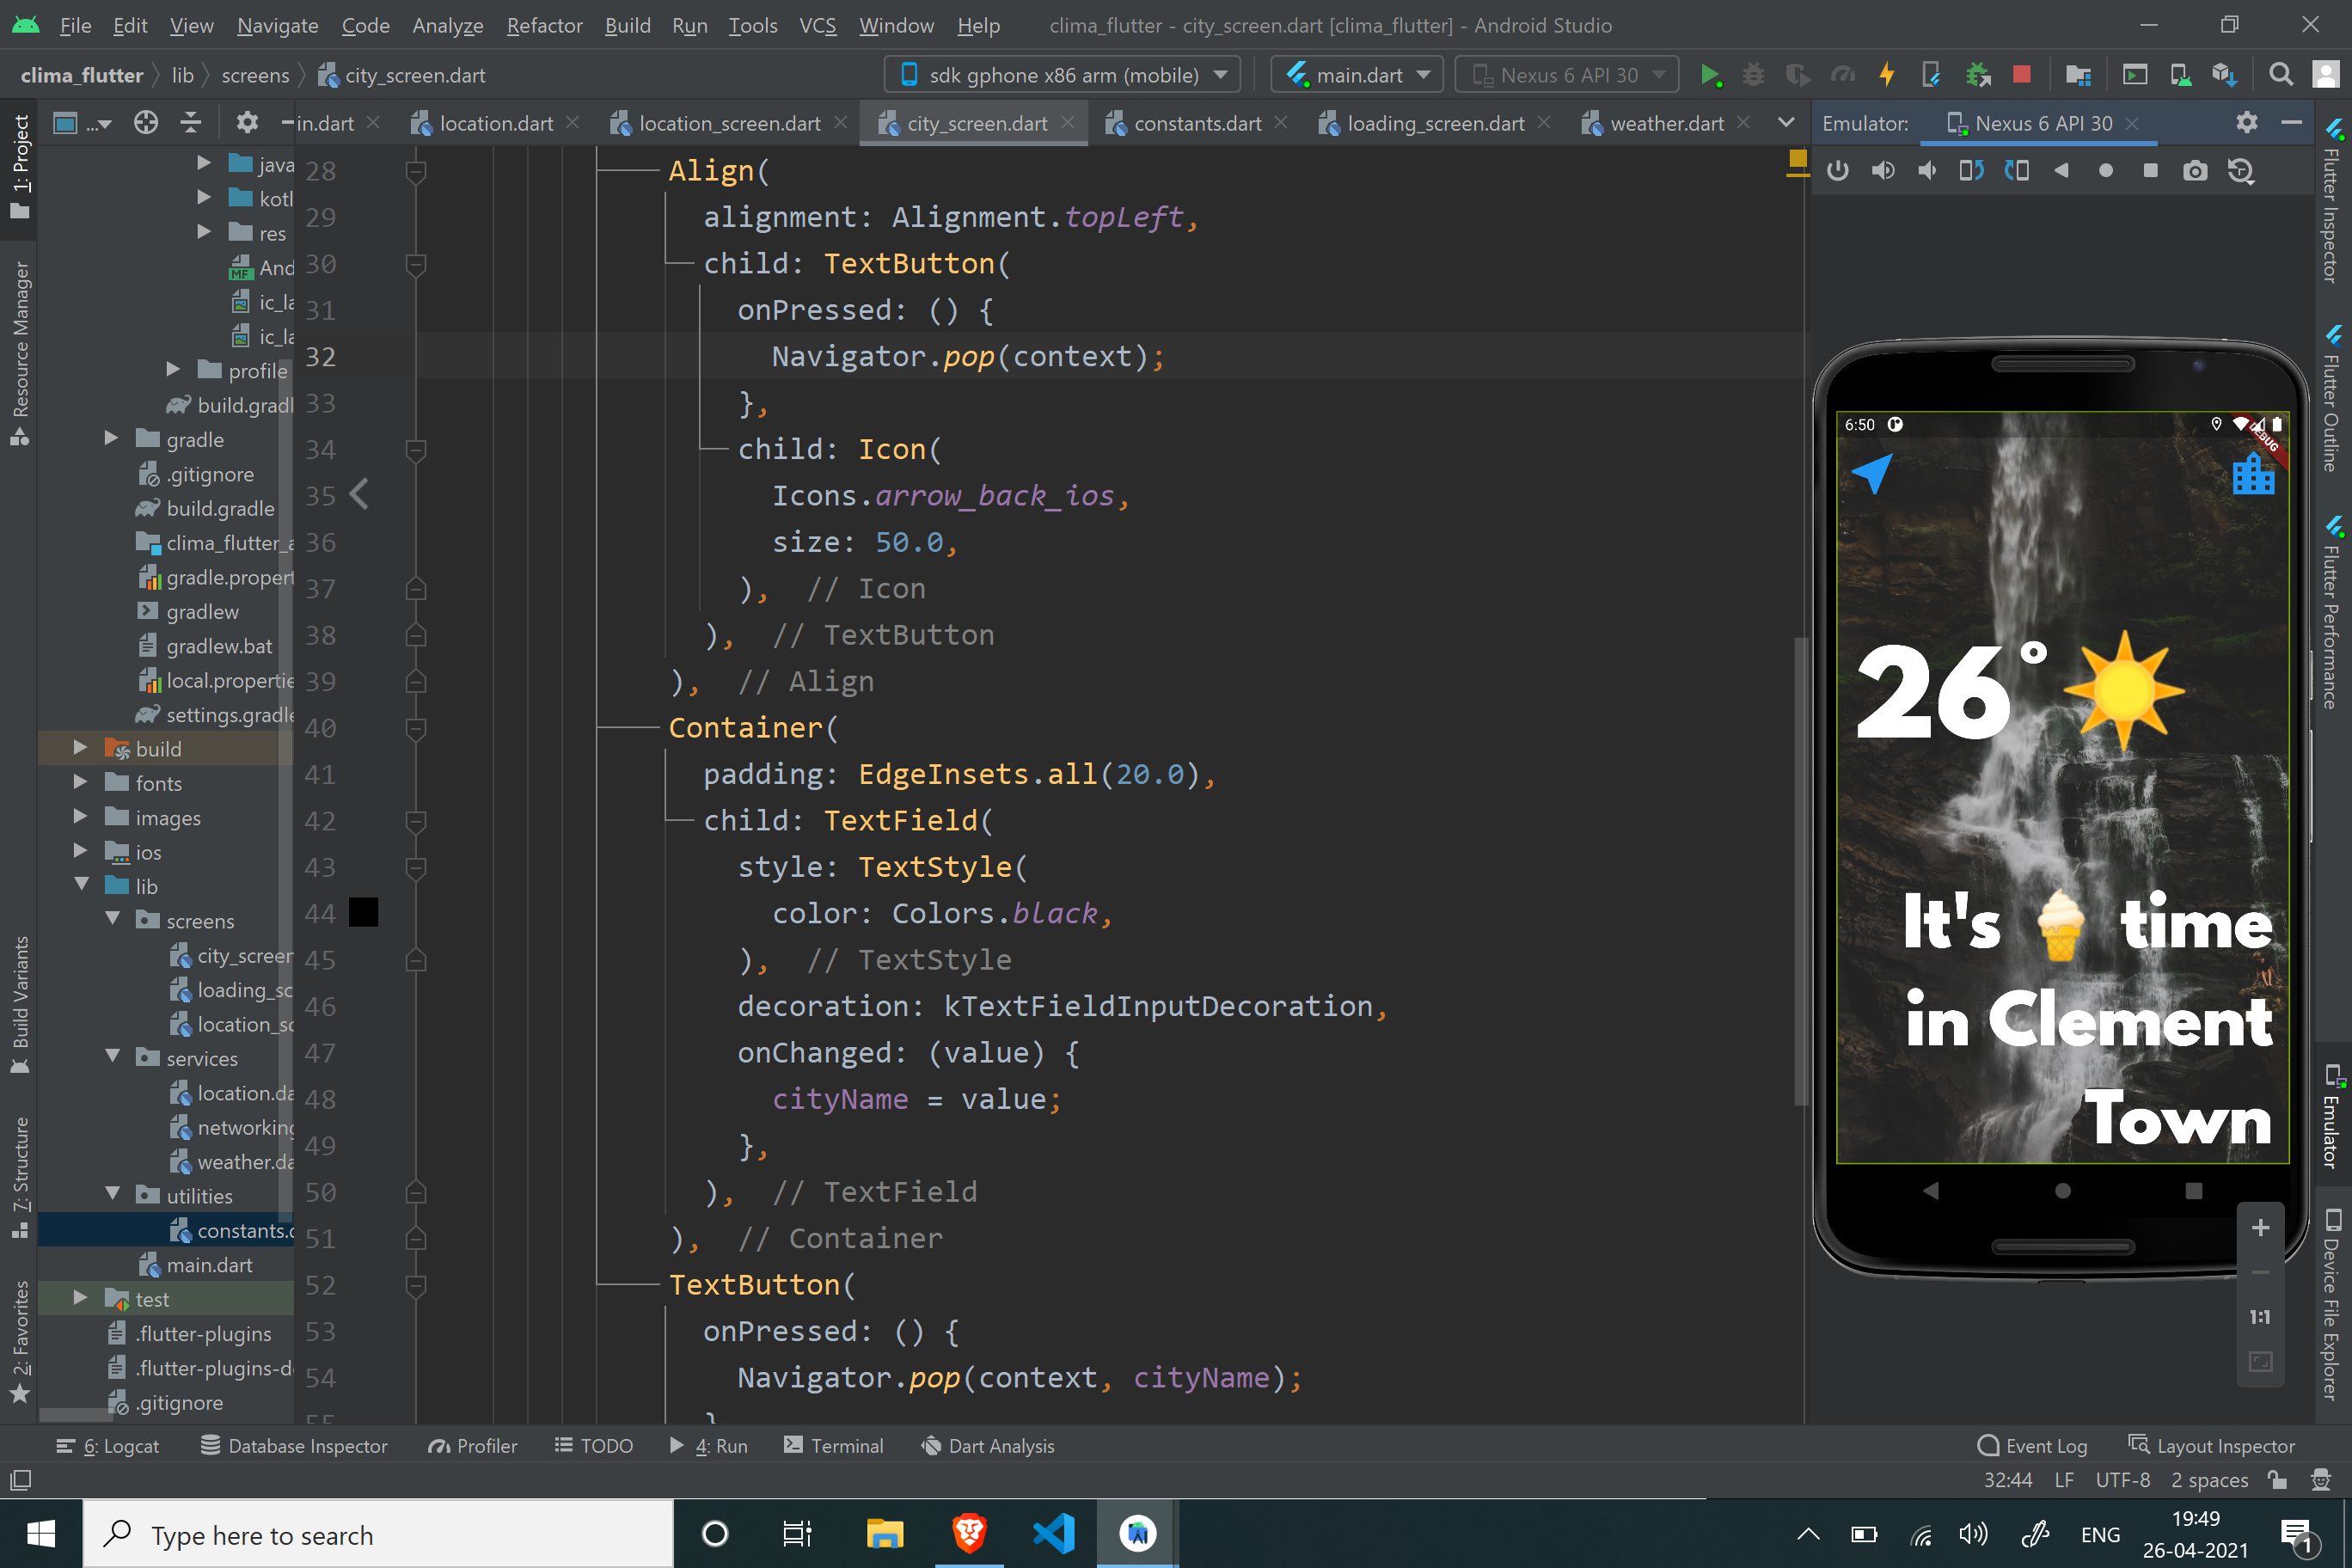 File Edit View Navigate Code Analyze Refactor Build Run Tools VCS Window Help clima_flutter - city_screen.dart [clima_flutter] - Android Studio
clima_flutter lib screens city_screen.dart sdk gphone x86 arm (mobile) main.dart Nexus 6 API 30
... in.dart location.dart location_screen.dart city_screen.dart constants.dart loading_screen.dart weather.dart Emulator: Nexus 6 API 30
1: Project
Resource Manager
Build Variants
7: Structure
2: Favorites
java
kotl
res
MF And
ic_la
ic_la
profile
build.gradl
gradle
.gitignore
build.gradle
clima_flutter_a
gradle.propert
gradlew
gradlew.bat
local.propertie
settings.gradle
build
fonts
images
ios
lib
screens
city_screen
loading_sc
location_sc
services
location.da
networking
weather.da
utilities
constants.d
main.dart
test
.flutter-plugins
.flutter-plugins-de
.gitignore
28 Align(
29 alignment: Alignment.topLeft,
30 child: TextButton(
31 onPressed: () {
32 Navigator.pop(context);
33 },
34 child: Icon(
35 Icons.arrow_back_ios,
36 size: 50.0,
37 ), // Icon
38 ), // TextButton
39 ), // Align
40 Container(
41 padding: EdgeInsets.all(20.0),
42 child: TextField(
43 style: TextStyle(
44 color: Colors.black,
45 ), // TextStyle
46 decoration: kTextFieldInputDecoration,
47 onChanged: (value) {
48 cityName = value;
49 },
50 ), // TextField
51 ), // Container
52 TextButton(
53 onPressed: () {
54 Navigator.pop(context, cityName);
55 }
6:50
DEBUG
26°☀️
It's 🍦 time
in Clement
Town
+
1:1
Flutter Inspector
Flutter Outline
Flutter Performance
Emulator
Device File Explorer
6: Logcat Database Inspector Profiler TODO 4: Run Terminal Dart Analysis Event Log Layout Inspector
32:44 LF UTF-8 2 spaces
Type here to search
ENG
19:49
26-04-2021
1